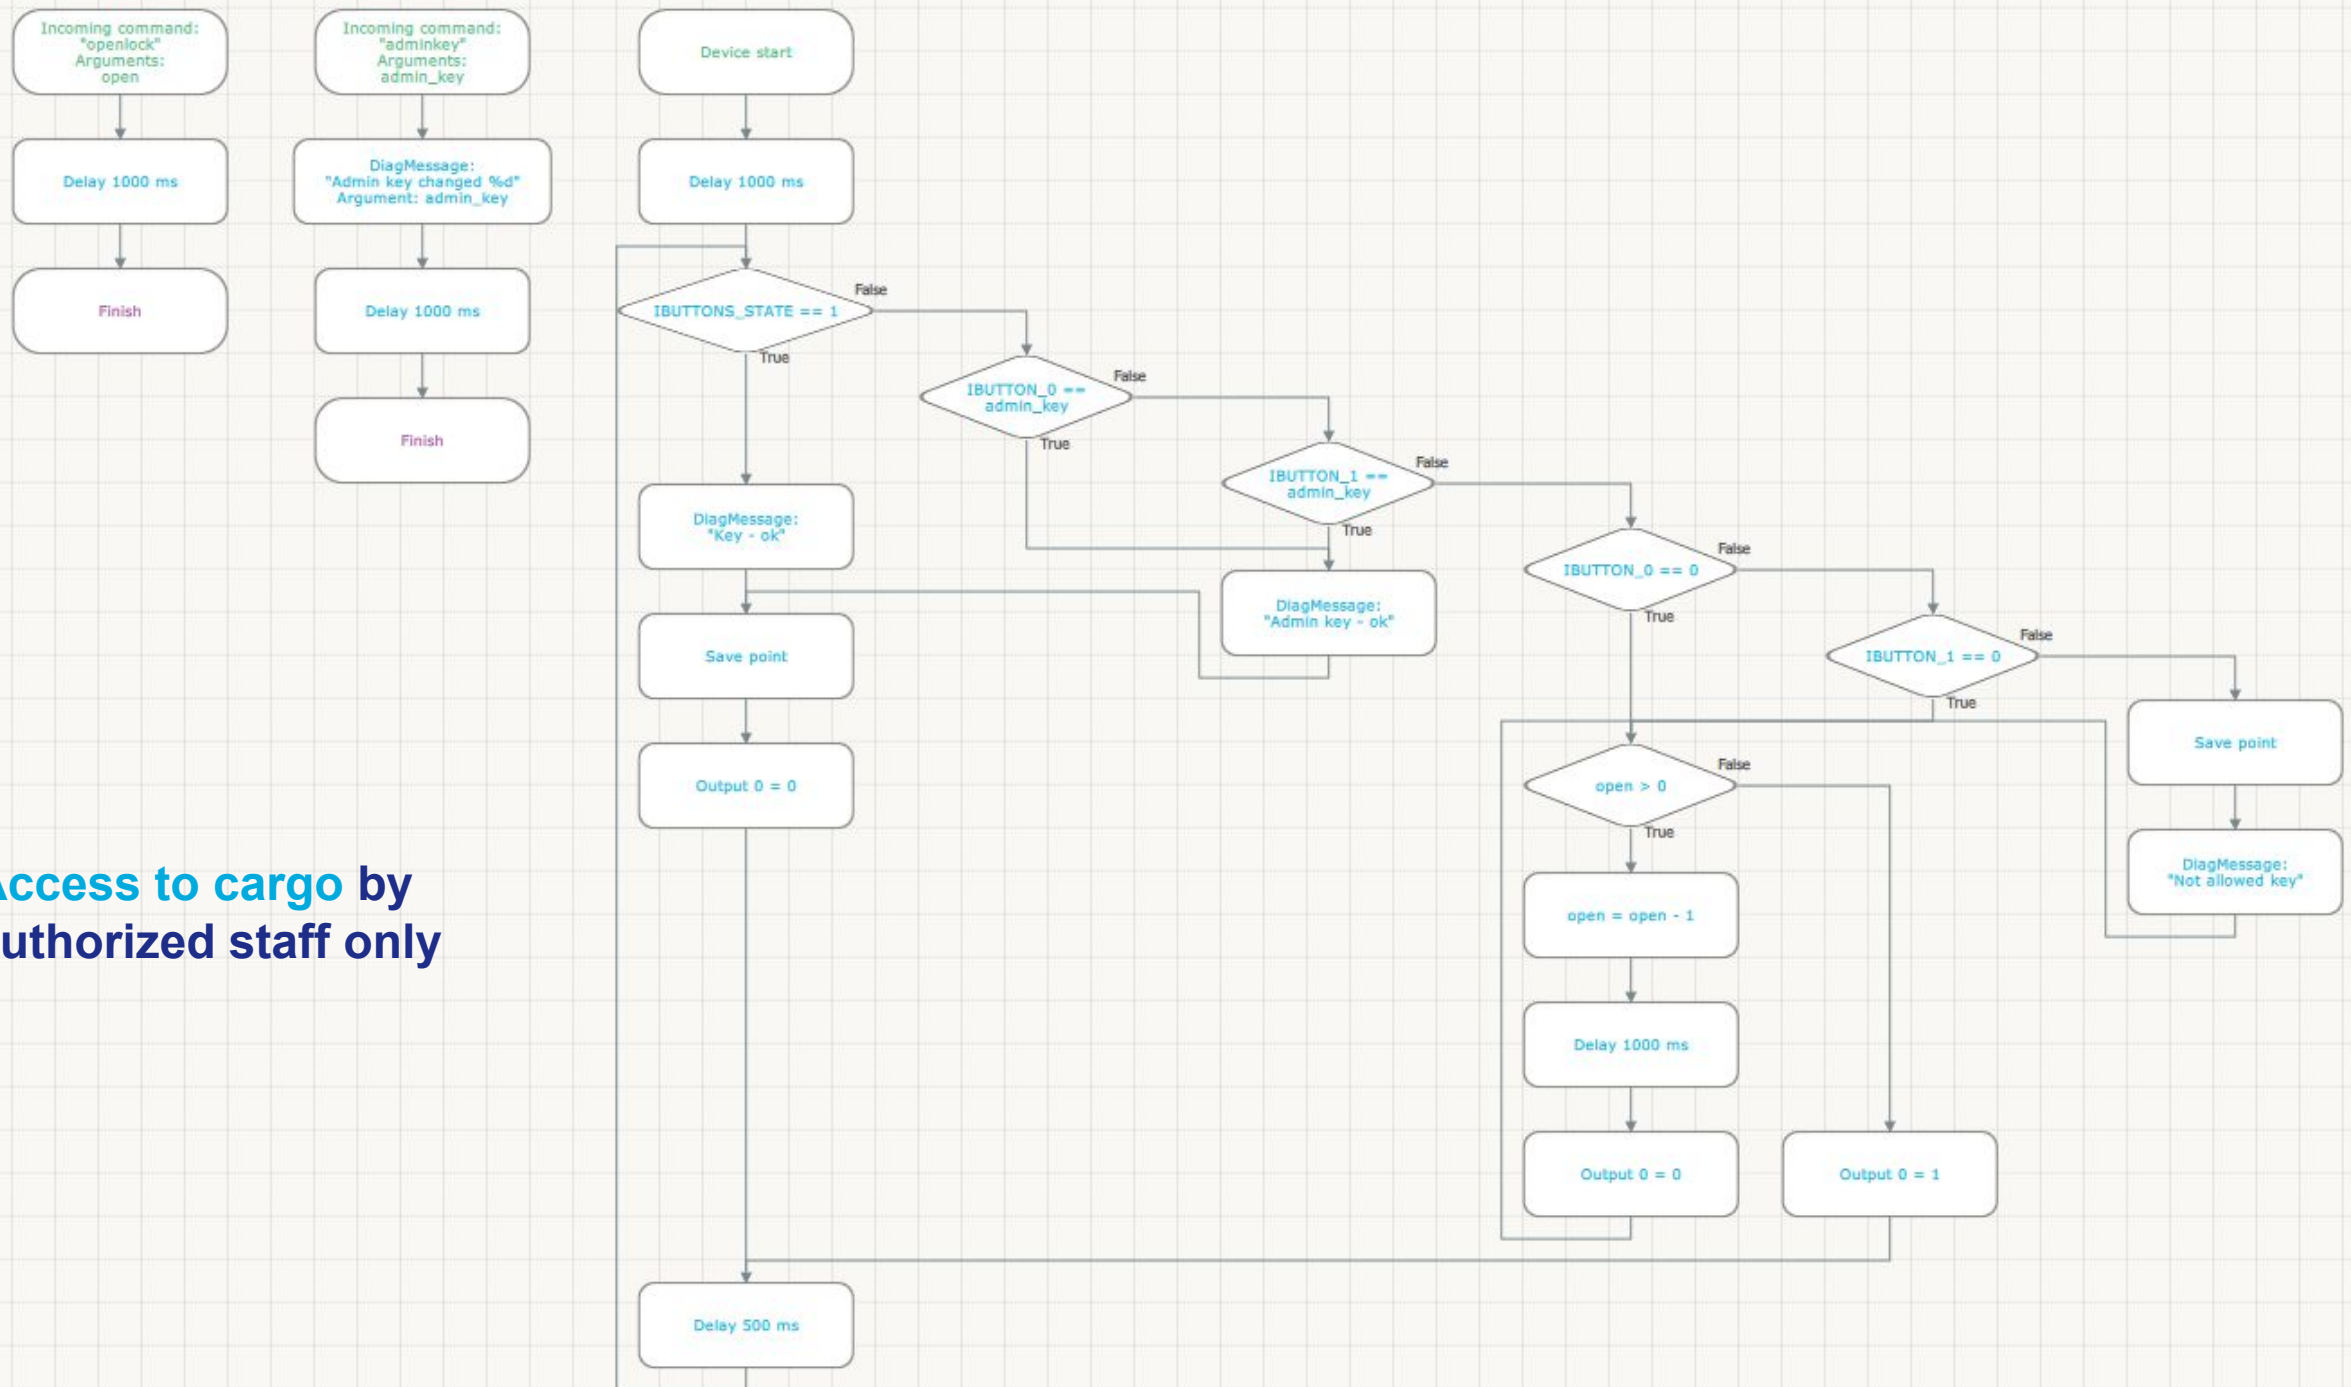 Incoming command:
"openlock"
Arguments:
open
Delay 1000 ms
Finish
Incoming command:
"adminkey"
Arguments:
admin_key
DiagMessage:
"Admin key changed %d"
Argument: admin_key
Delay 1000 ms
Finish
Device start
Delay 1000 ms
IBUTTONS_STATE == 1
False
True
DiagMessage:
"Key - ok"
Save point
Output 0 = 0
Delay 500 ms
IBUTTON_0 ==
admin_key
False
True
IBUTTON_1 ==
admin_key
False
True
DiagMessage:
"Admin key - ok"
IBUTTON_0 == 0
False
True
IBUTTON_1 == 0
False
True
Save point
DiagMessage:
"Not allowed key"
open > 0
False
True
open = open - 1
Delay 1000 ms
Output 0 = 0
Output 0 = 1
Access to cargo by
uthorized staff only